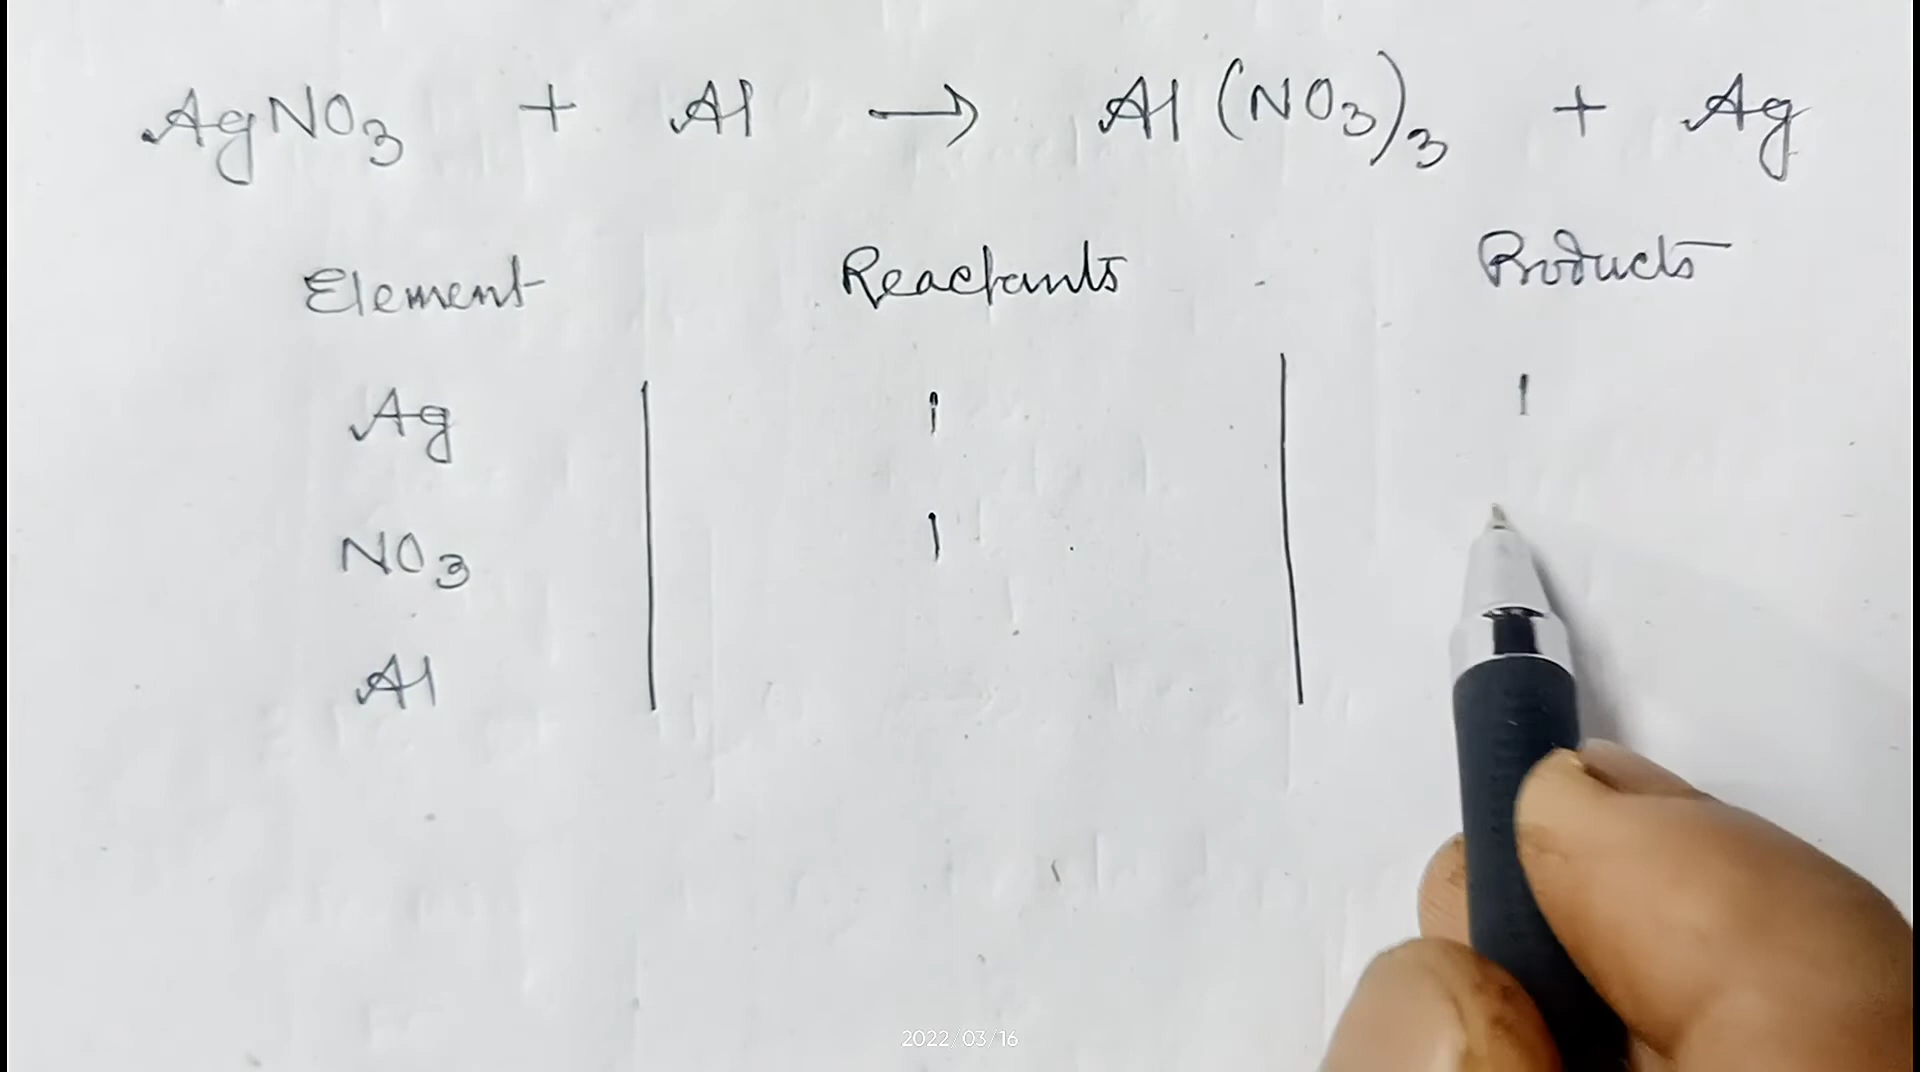 AgNO3 + Al → Al(NO3)3 + Ag
Element Reactants Products
Ag 1 1
NO3 1
Al
2022/03/16